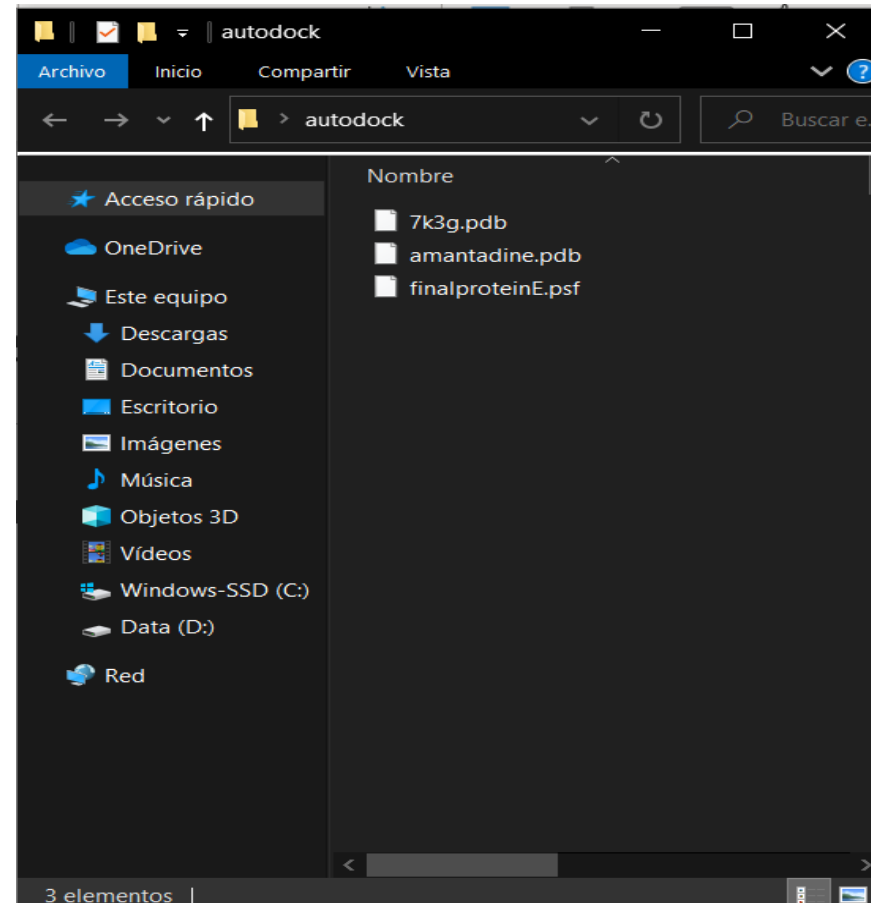 autodock
Archivo Inicio Compartir Vista
autodock Buscar e.
Nombre
Acceso rápido
7k3g.pdb
amantadine.pdb
OneDrive
finalproteinE.psf
Este equipo
Descargas
Documentos
Escritorio
Imágenes
Música
Objetos 3D
Vídeos
Windows-SSD (C:)
Data (D:)
Red
3 elementos